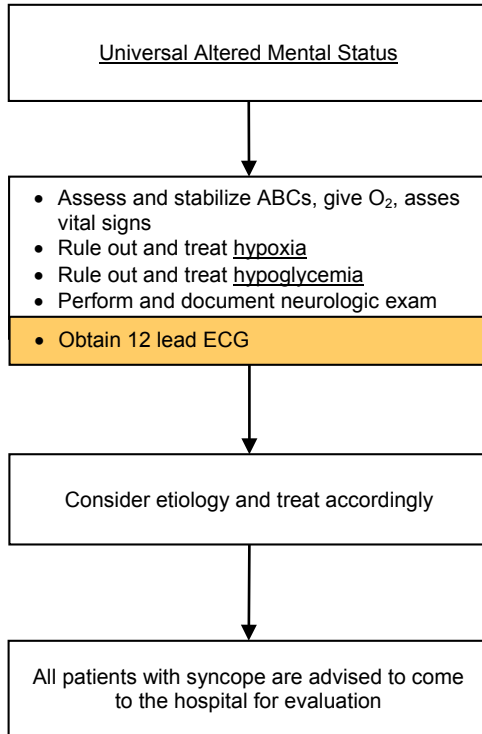 Universal Altered Mental Status
• Assess and stabilize ABCs, give O₂, asses
vital signs
• Rule out and treat hypoxia
• Rule out and treat hypoglycemia
• Perform and document neurologic exam
• Obtain 12 lead ECG
Consider etiology and treat accordingly
All patients with syncope are advised to come
to the hospital for evaluation